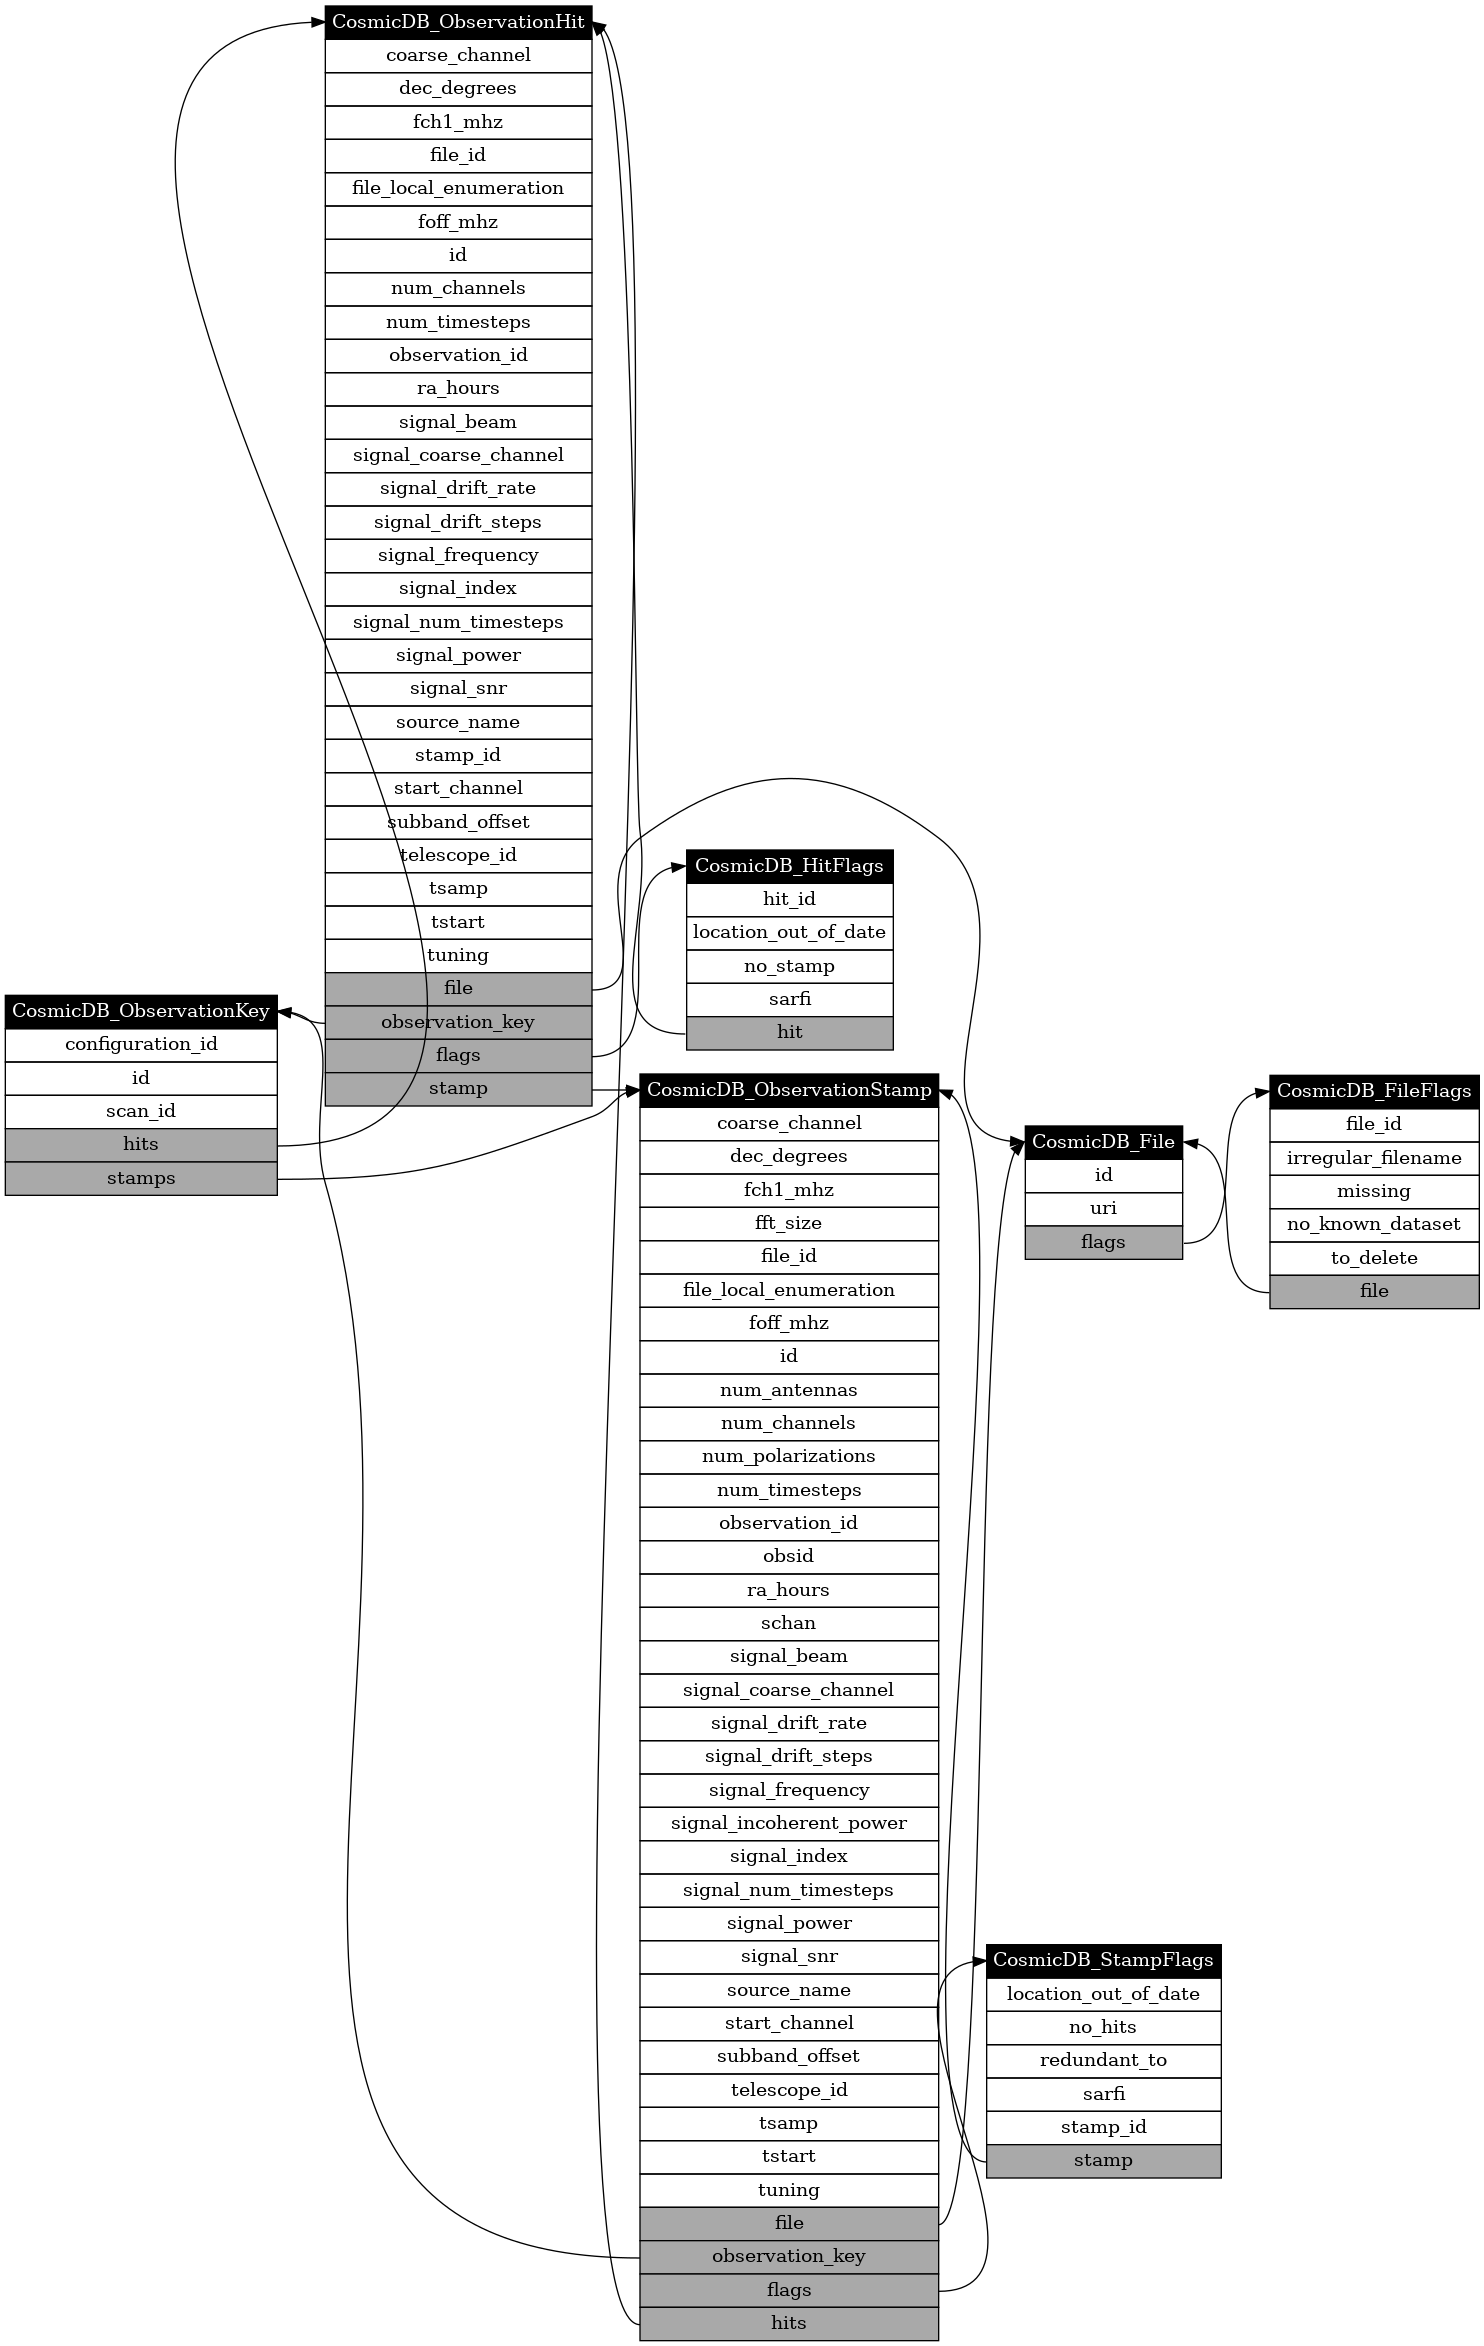 CosmicDB_ObservationHit
coarse_channel
dec_degrees
fch1_mhz
file_id
file_local_enumeration
foff_mhz
id
num_channels
num_timesteps
observation_id
ra_hours
signal_beam
signal_coarse_channel
signal_drift_rate
signal_drift_steps
signal_frequency
signal_index
signal_num_timesteps
signal_power
signal_snr
source_name
stamp_id
start_channel
subband_offset
telescope_id
tsamp
tstart
tuning
file
observation_key
flags
stamp
CosmicDB_HitFlags
hit_id
location_out_of_date
no_stamp
sarfi
hit
CosmicDB_ObservationKey
configuration_id
id
scan_id
hits
stamps
CosmicDB_ObservationStamp
coarse_channel
dec_degrees
fch1_mhz
fft_size
file_id
file_local_enumeration
foff_mhz
id
num_antennas
num_channels
num_polarizations
num_timesteps
observation_id
obsid
ra_hours
schan
signal_beam
signal_coarse_channel
signal_drift_rate
signal_drift_steps
signal_frequency
signal_incoherent_power
signal_index
signal_num_timesteps
signal_power
signal_snr
source_name
start_channel
subband_offset
telescope_id
tsamp
tstart
tuning
file
observation_key
flags
hits
CosmicDB_File
id
uri
flags
CosmicDB_FileFlags
file_id
irregular_filename
missing
no_known_dataset
to_delete
file
CosmicDB_StampFlags
location_out_of_date
no_hits
redundant_to
sarfi
stamp_id
stamp